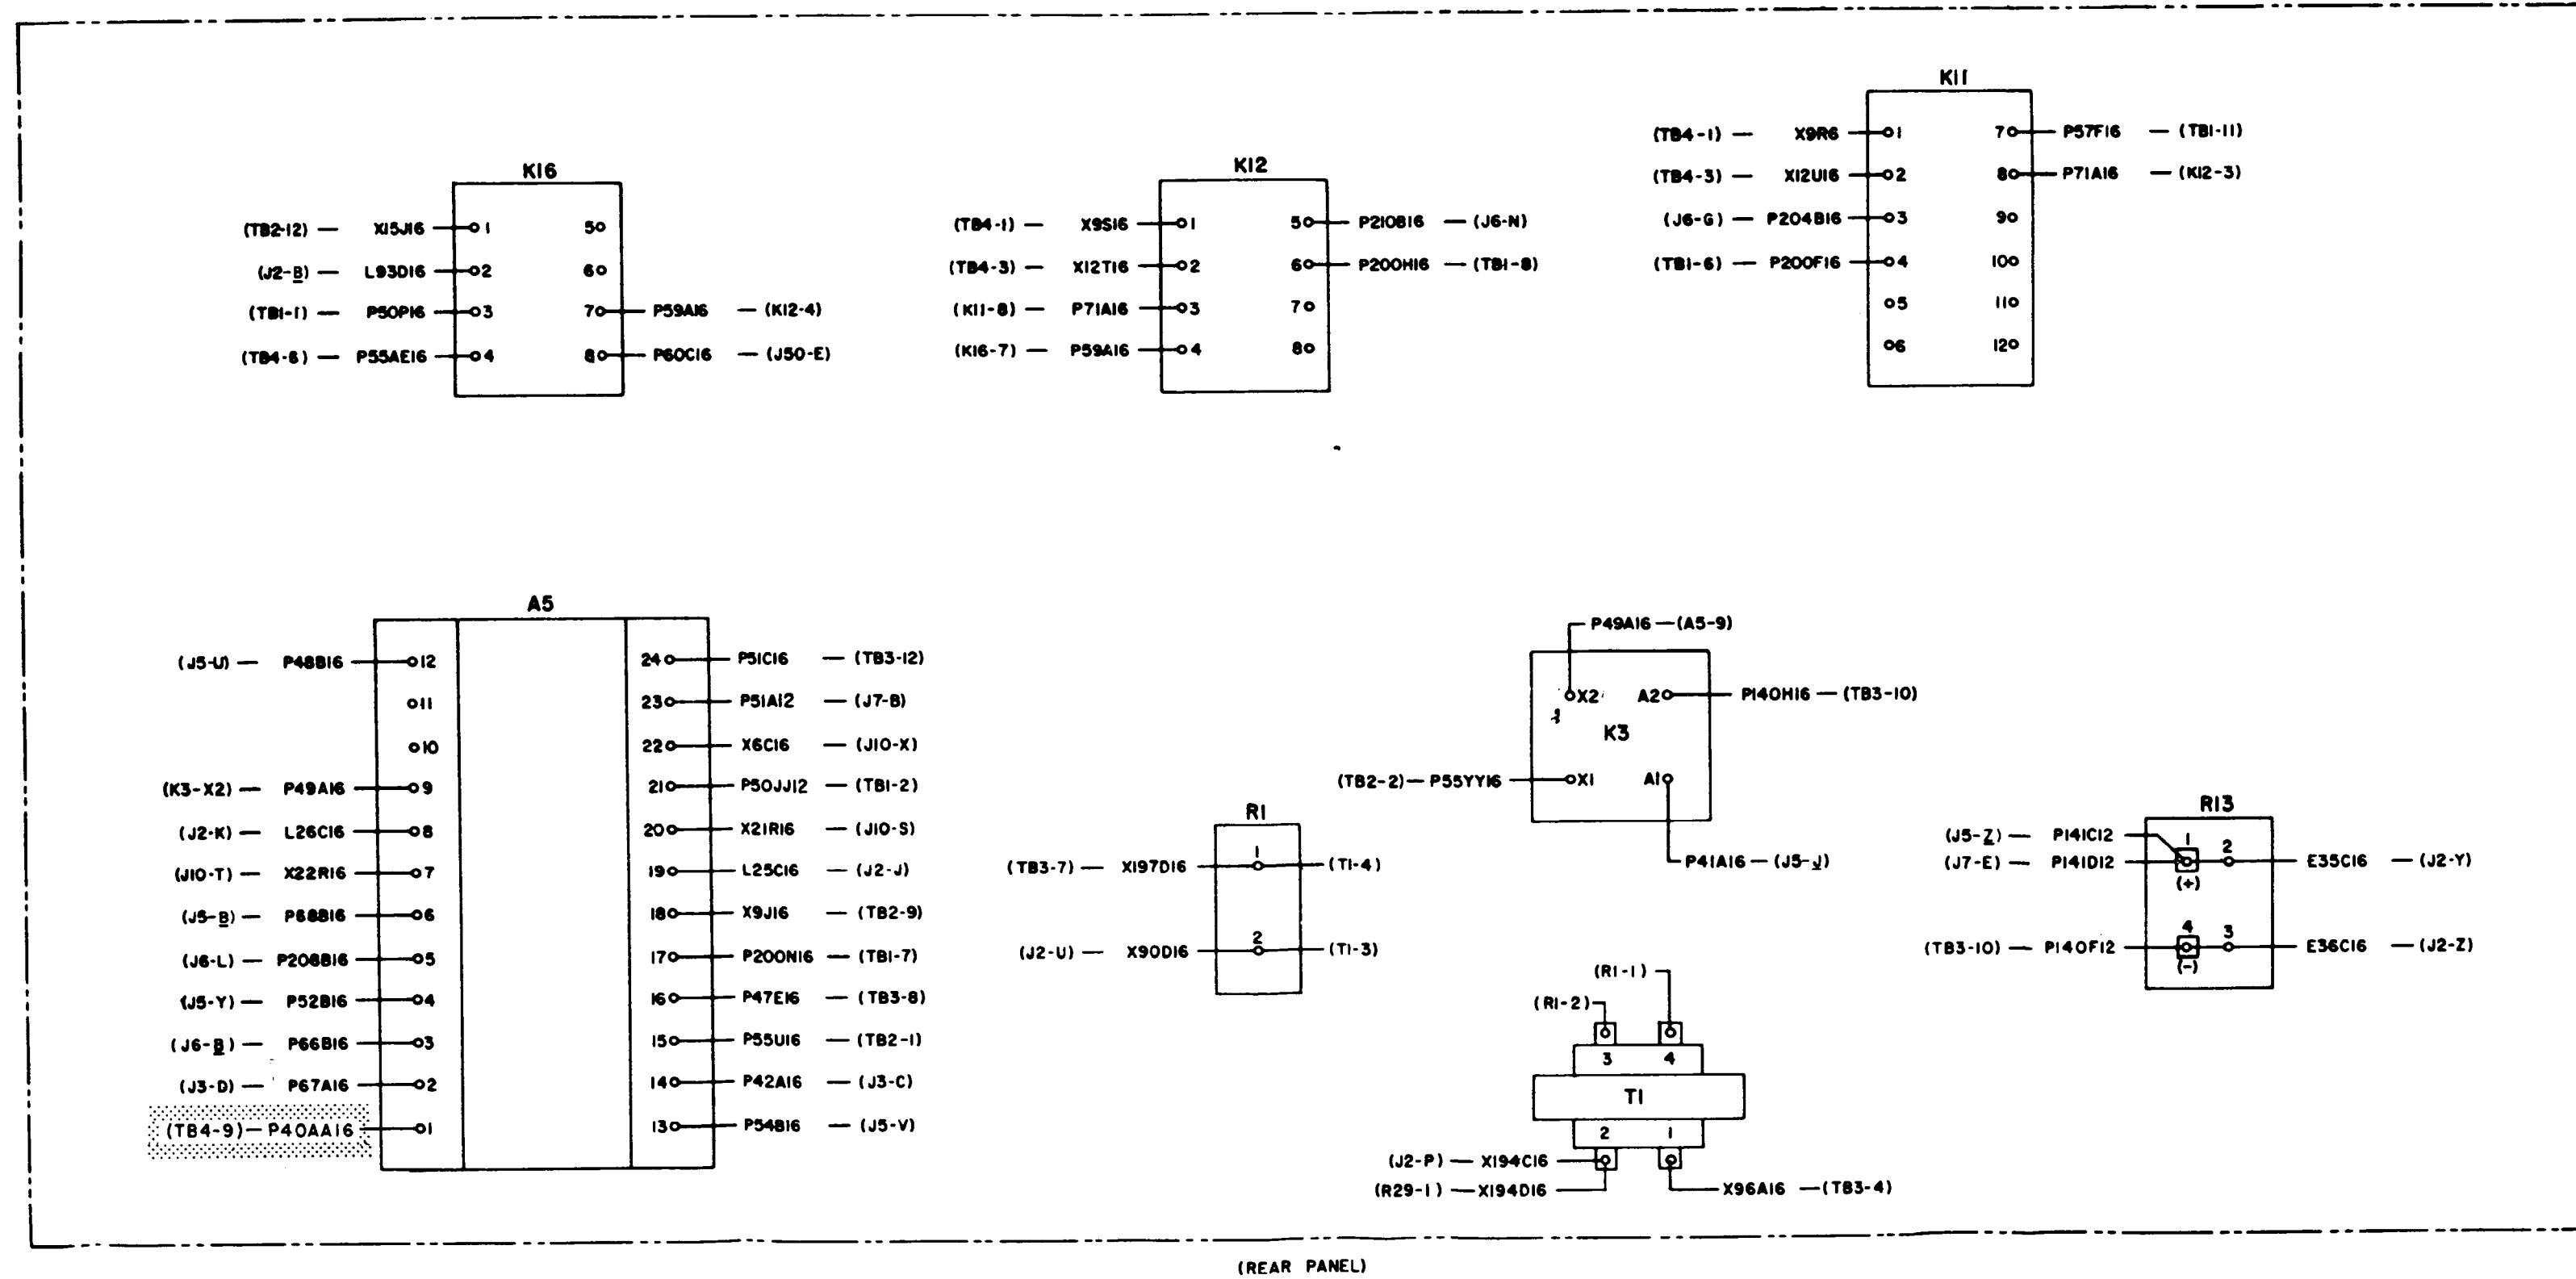 K11
(TB4-1) — X9R6 1 7 P57F16 — (TB1-11)
(TB4-3) — X12U16 2 8 P71A16 — (K12-3)
(J6-G) — P204B16 3 9
(TB1-6) — P200F16 4 10
5 11
6 12
K16
(TB2-12) — X15J16 1 5
(J2-B) — L93D16 2 6
(TB1-1) — P50P16 3 7 P59A16 — (K12-4)
(TB4-6) — P55AE16 4 8 P60C16 — (J50-E)
K12
(TB4-1) — X9S16 1 5 P210B16 — (J6-N)
(TB4-3) — X12T16 2 6 P200H16 — (TB1-8)
(K11-8) — P71A16 3 7
(K16-7) — P59A16 4 8
A5
(J5-U) — P48B16 12 24 P51C16 — (TB3-12)
11 23 P51A12 — (J7-B)
10 22 X6C16 — (J10-X)
(K3-X2) — P49A16 9 21 P50JJ12 — (TB1-2)
(J2-K) — L26C16 8 20 X21R16 — (J10-S)
(J10-T) — X22R16 7 19 L25C16 — (J2-J)
(J5-B) — P68B16 6 18 X9J16 — (TB2-9)
(J6-L) — P208B16 5 17 P200N16 — (TB1-7)
(J5-Y) — P52B16 4 16 P47E16 — (TB3-8)
(J6-B) — P66B16 3 15 P55U16 — (TB2-1)
(J3-D) P67A16 2 14 P42A16 — (J3-C)
(TB4-9) — P40AA16 1 13 P54B16 — (J5-V)
P49A16 — (A5-9)
X2 A2 P140H16 — (TB3-10)
K3
(TB2-2) — P55YY16 X1 A1
P41A16 — (J5-J)
R1
(TB3-7) — X197D16 1 (T1-4)
(J2-U) — X90D16 2 (T1-3)
R13
(J5-Z) — P141C12 1 2
(J7-E) — P141D12 E35C16 — (J2-Y)
(+)
4 3
(TB3-10) — P140F12 E36C16 — (J2-Z)
(-)
(R1-1)
(R1-2)
3 4
T1
2 1
(J2-P) — X194C16
(R29-1) — X194D16 X96A16 — (TB3-4)
(REAR PANEL)